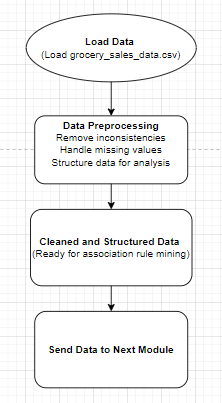 Load Data
(Load grocery_sales_data.csv)
Data Preprocessing
Remove inconsistencies
Handle missing values
Structure data for analysis
Cleaned and Structured Data
(Ready for association rule mining)
Send Data to Next Module